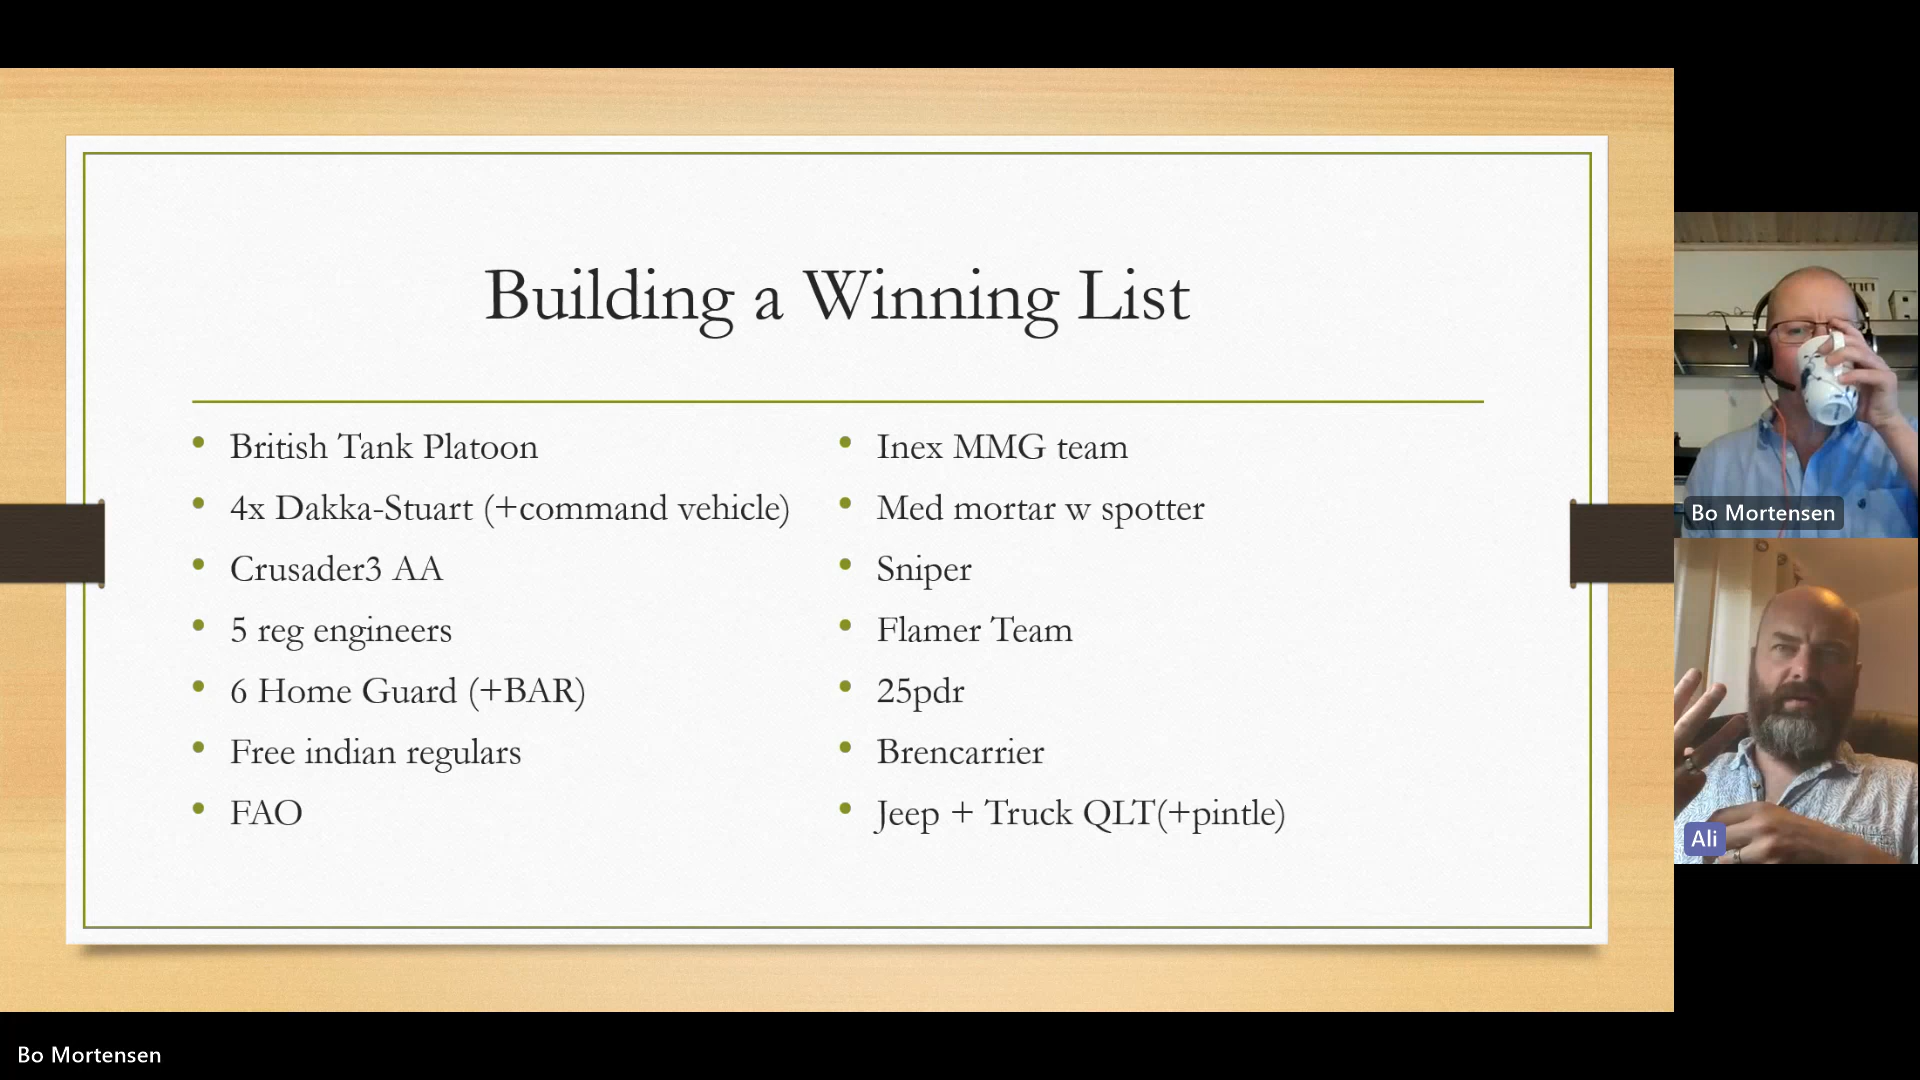 Building a Winning List
British Tank Platoon
4x Dakka-Stuart (+command vehicle)
Crusader3 AA
5 reg engineers
6 Home Guard (+BAR)
Free indian regulars
FAO
Inex MMG team
Med mortar w spotter
Sniper
Flamer Team
25pdr
Brencarrier
Jeep + Truck QLT(+pintle)
Bo Mortensen
Ali
Bo Mortensen